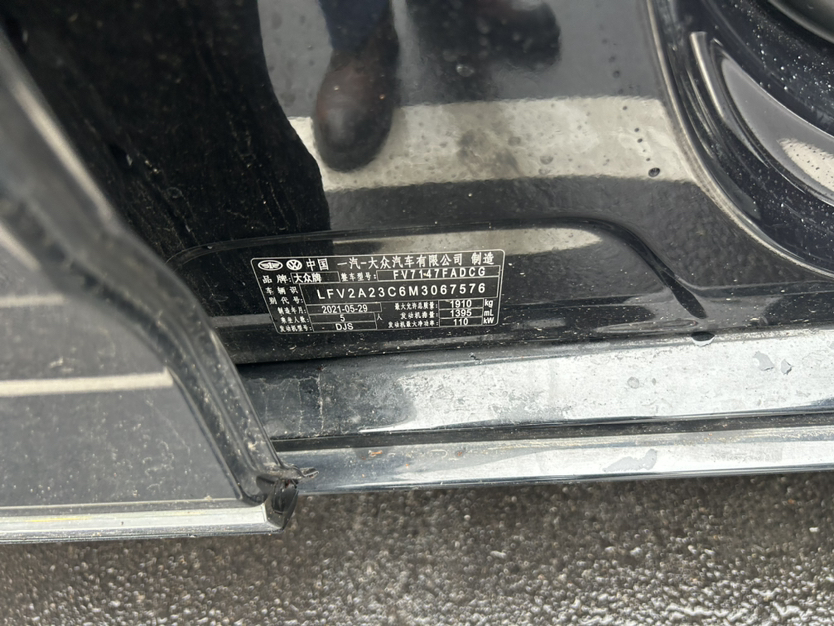 中国 一汽-大众汽车有限公司 制造
品牌: 大众牌 整车型号: FV7147FADCG
车辆识别代号: LFV2A23C6M3067576
制造年月: 2021-05-29 最大允许总质量: 1910 kg
乘坐人数: 5 人 发动机排量: 1395 mL
发动机型号: DJS 发动机最大净功率: 110 kW